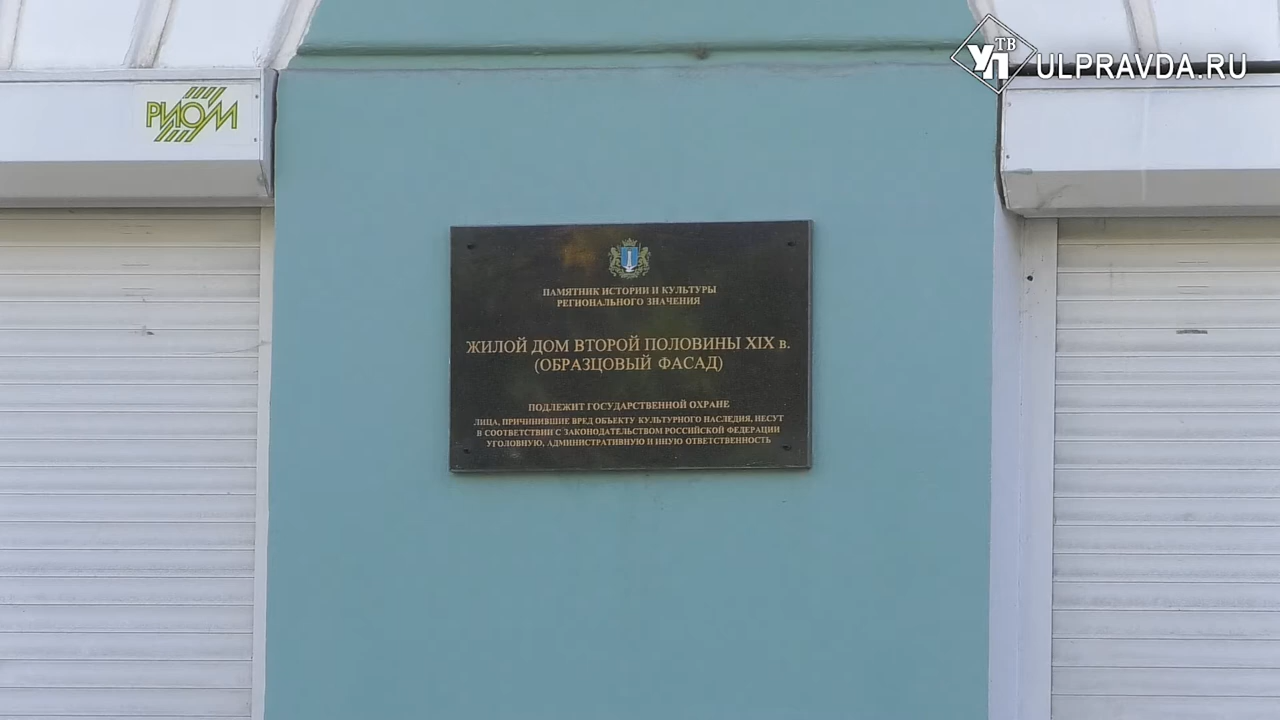 УП ТВ
ULPRAVDA.RU
РИОМ
ПАМЯТНИК ИСТОРИИ И КУЛЬТУРЫ
РЕГИОНАЛЬНОГО ЗНАЧЕНИЯ
ЖИЛОЙ ДОМ ВТОРОЙ ПОЛОВИНЫ XIX в.
(ОБРАЗЦОВЫЙ ФАСАД)
ПОДЛЕЖИТ ГОСУДАРСТВЕННОЙ ОХРАНЕ
ЛИЦА, ПРИЧИНИВШИЕ ВРЕД ОБЪЕКТУ КУЛЬТУРНОГО НАСЛЕДИЯ, НЕСУТ
В СООТВЕТСТВИИ С ЗАКОНОДАТЕЛЬСТВОМ РОССИЙСКОЙ ФЕДЕРАЦИИ
УГОЛОВНУЮ, АДМИНИСТРАТИВНУЮ И ИНУЮ ОТВЕТСТВЕННОСТЬ